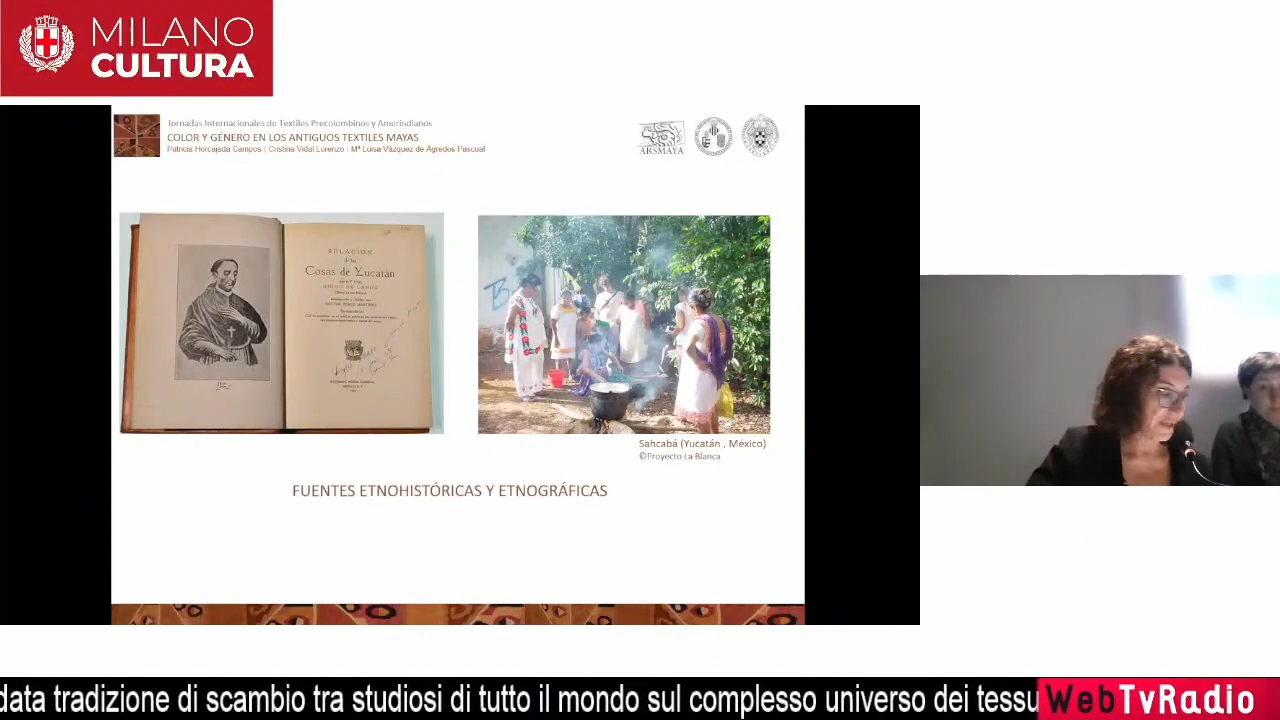 MILANO
CULTURA
Jornadas Internacionales de Textiles Precolombinos y Amerindianos
COLOR Y GÉNERO EN LOS ANTIGUOS TEXTILES MAYAS
Patricia Horcajada Campos | Cristina Vidal Lorenzo | Mª Luisa Vázquez de Ágredos Pascual
ARSMAYA
RELACION
de las
Cosas de Yucatán
DIEGO DE LANDA
Sahcabá (Yucatán , México)
©Proyecto La Blanca
FUENTES ETNOHISTÓRICAS Y ETNOGRÁFICAS
data tradizione di scambio tra studiosi di tutto il mondo sul complesso universo dei tessu
WebTvRadio